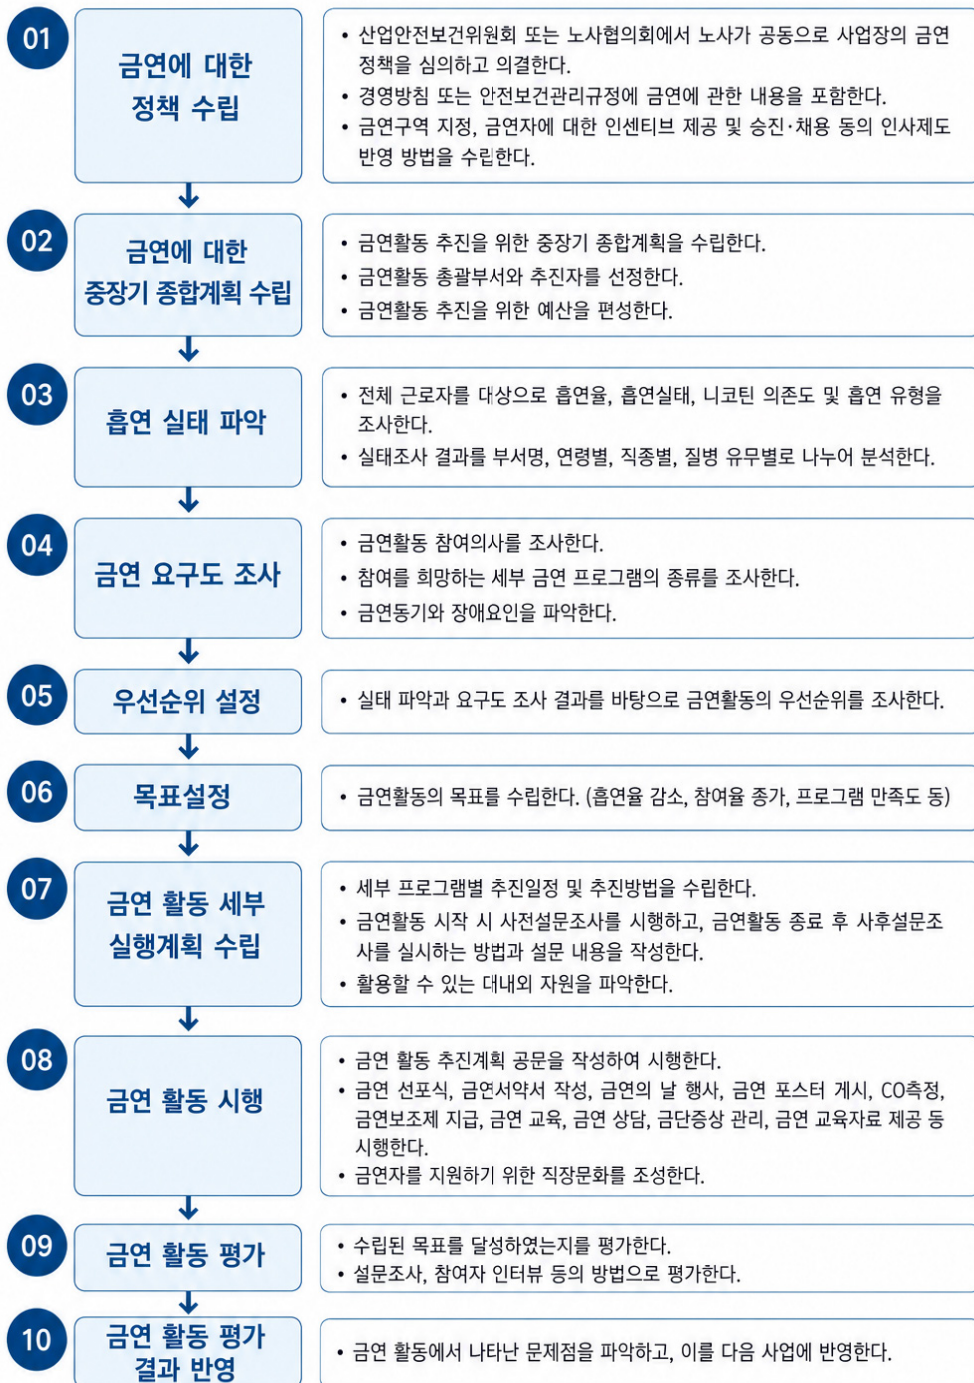 01
금연에 대한
정책 수립
• 산업안전보건위원회 또는 노사협의회에서 노사가 공동으로 사업장의 금연
정책을 심의하고 의결한다.
• 경영방침 또는 안전보건관리규정에 금연에 관한 내용을 포함한다.
• 금연구역 지정, 금연자에 대한 인센티브 제공 및 승진·채용 동의 인사제도
반영 방법을 수립한다.
02
금연에 대한
중장기 종합계획 수립
• 금연활동 추진을 위한 중장기 종합계획을 수립한다.
• 금연활동 총괄부서와 추진자를 선정한다.
• 금연활동 추진을 위한 예산을 편성한다.
03
흡연 실태 파악
• 전체 근로자를 대상으로 흡연율, 흡연실태, 니코틴 의존도 및 흡연 유형을
조사한다.
• 실태조사 결과를 부서명, 연령별, 직종별, 질병 유무별로 나누어 분석한다.
04
금연 요구도 조사
• 금연활동 참여의사를 조사한다.
• 참여를 희망하는 세부 금연 프로그램의 종류를 조사한다.
• 금연동기와 장애요인을 파악한다.
05
우선순위 설정
• 실태 파악과 요구도 조사 결과를 바탕으로 금연활동의 우선순위를 조사한다.
06
목표설정
• 금연활동의 목표를 수립한다. (흡연율 감소, 참여율 종가, 프로그램 만족도 동)
07
금연 활동 세부
실행계획 수립
• 세부 프로그램별 추진일정 및 추진방법을 수립한다.
• 금연활동 시작 시 사전설문조사를 시행하고, 금연활동 종료 후 사후설문조
사를 실시하는 방법과 설문 내용을 작성한다.
• 활용할 수 있는 대내외 자원을 파악한다.
08
금연 활동 시행
• 금연 활동 추진계획 공문을 작성하여 시행한다.
• 금연 선포식, 금연서약서 작성, 금연의 날 행사, 금연 포스터 게시, CO측정,
금연보조제 지급, 금연 교육, 금연 상담, 금단증상 관리, 금연 교육자료 제공 등
시행한다.
• 금연자를 지원하기 위한 직장문화를 조성한다.
09
금연 활동 평가
• 수립된 목표를 달성하였는지를 평가한다.
• 설문조사, 참여자 인터뷰 등의 방법으로 평가한다.
10
금연 활동 평가
결과 반영
• 금연 활동에서 나타난 문제점을 파악하고, 이를 다음 사업에 반영한다.